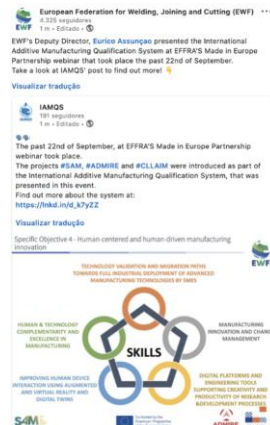 European Federation for Welding, Joining and Cutting (EWF)
4.325 seguidores
1 m • Editado •
EWF's Deputy Director, Eurico Assunçao presented the International
Additive Manufacturing Qualification System at EFFRA'S Made in Europe
Partnership webinar that took place the past 22nd of September.
Take a look at IAMQS' post to find out more! 👇
Visualizar tradução
IAMQS
191 seguidores
1 m • Editado •
The past 22nd of September, at EFFRA'S Made in Europe Partnership
webinar took place.
The projects #SAM, #ADMIRE and #CLLAIM were introduced as part of
the International Additive Manufacturing Qualification System, that was
presented in this event.
Find out more about the system at:
https://lnkd.in/d_k7yZZ
Visualizar tradução
Specific Objective 4 - Human-centered and human-driven manufacturing
innovation
EWF
TECHNOLOGY VALIDATION AND MIGRATION PATHS
TOWARDS FULL INDUSTRIAL DEPLOYMENT OF ADVANCED
MANUFACTURING TECHNOLOGIES BY SMES
HUMAN & TECHNOLOGY
COMPLEMENTARITY AND
EXCELLENCE IN
MANUFACTURING
MANUFACTURING
INNOVATION AND CHANG
MANAGEMENT
SKILLS
IMPROVING HUMAN DEVICE
INTERACTION USING AUGMENTED
AND VIRTUAL REALITY AND
DIGITAL TWINS
DIGITAL PLATFORMS AND
ENGINEERING TOOLS
SUPPORTING CREATIVITY AND
PRODUCTIVITY OF RESEARCH
&DEVELOPMENT PROCESSES
SAM
ADMIRE